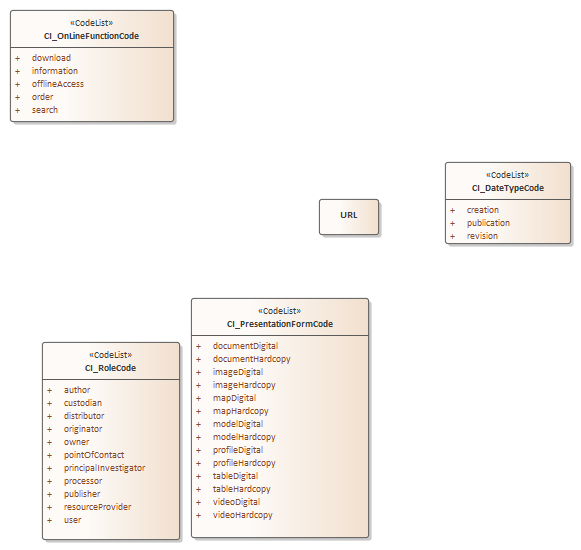 «CodeList»
CI_OnLineFunctionCode
+ download
+ information
+ offlineAccess
+ order
+ search
«CodeList»
CI_DateTypeCode
+ creation
+ publication
+ revision
URL
«CodeList»
CI_PresentationFormCode
+ documentDigital
+ documentHardcopy
+ imageDigital
+ imageHardcopy
+ mapDigital
+ mapHardcopy
+ modelDigital
+ modelHardcopy
+ profileDigital
+ profileHardcopy
+ tableDigital
+ tableHardcopy
+ videoDigital
+ videoHardcopy
«CodeList»
CI_RoleCode
+ author
+ custodian
+ distributor
+ originator
+ owner
+ pointOfContact
+ principalInvestigator
+ processor
+ publisher
+ resourceProvider
+ user